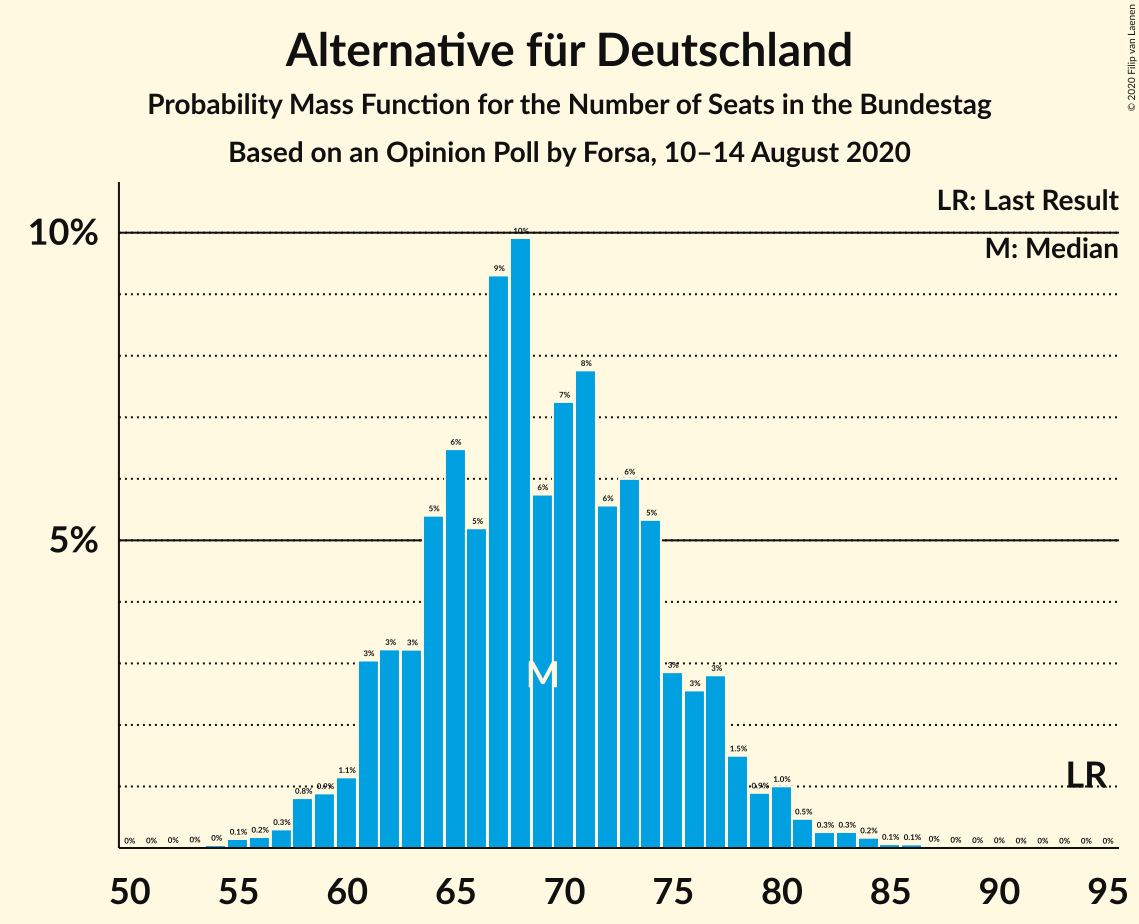 Alternative für Deutschland
Probability Mass Function for the Number of Seats in the Bundestag
Based on an Opinion Poll by Forsa, 10–14 August 2020
© 2020 Filip van Laenen
LR: Last Result
M: Median
10%
5%
0% 0% 0% 0% 0% 0.1% 0.2% 0.3% 0.8% 0.9% 1.1% 3% 3% 3% 5% 6% 5% 9% 10% 6% 7% 8% 6% 6% 5% 3% 3% 3% 1.5% 0.9% 1.0% 0.5% 0.3% 0.3% 0.2% 0.1% 0.1% 0% 0% 0% 0% 0% 0% 0% 0% 0%
M
LR
50 55 60 65 70 75 80 85 90 95